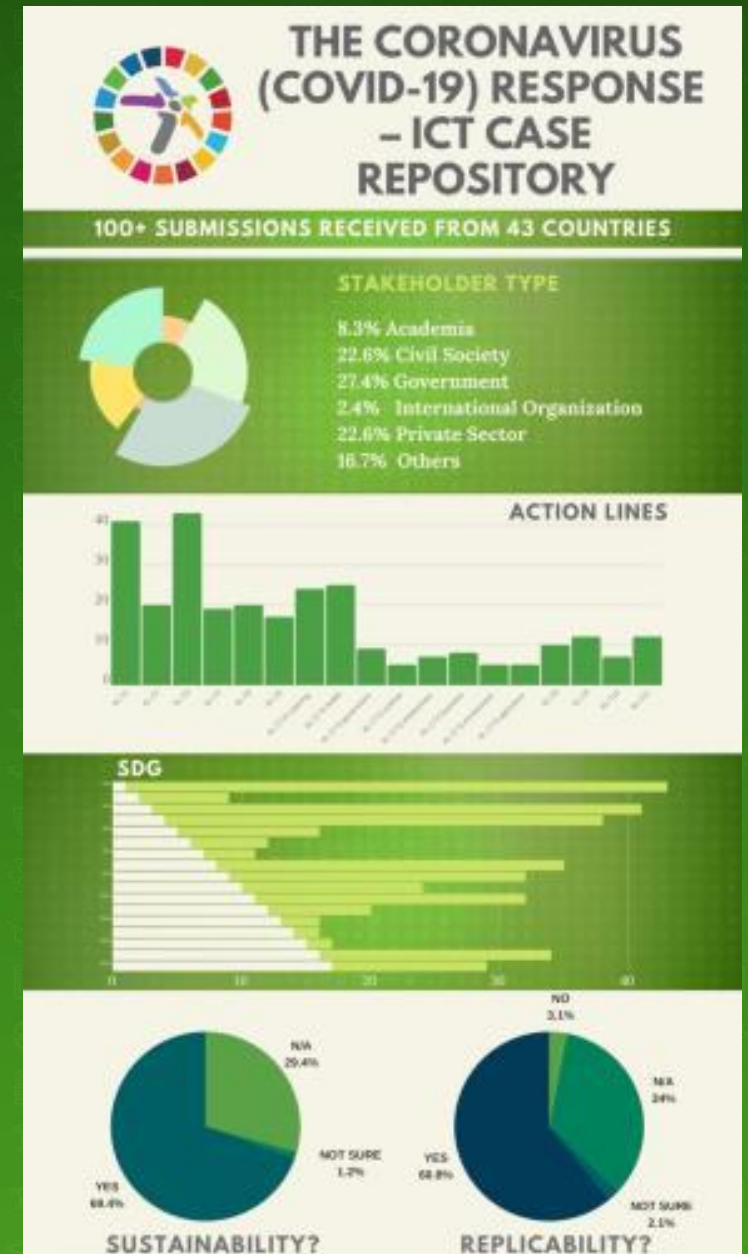 THE CORONAVIRUS
(COVID-19) RESPONSE
– ICT CASE
REPOSITORY
100+ SUBMISSIONS RECEIVED FROM 43 COUNTRIES
STAKEHOLDER TYPE
8.3% Academia
22.6% Civil Society
27.4% Government
2.4% International Organization
22.6% Private Sector
16.7% Others
ACTION LINES
40
30
20
10
0
SDG
0 10 20 30 40
N/A
29.4%
NOT SURE
1.2%
YES
69.4%
SUSTAINABILITY?
NO
3.1%
N/A
34%
NOT SURE
2.1%
YES
60.8%
REPLICABILITY?